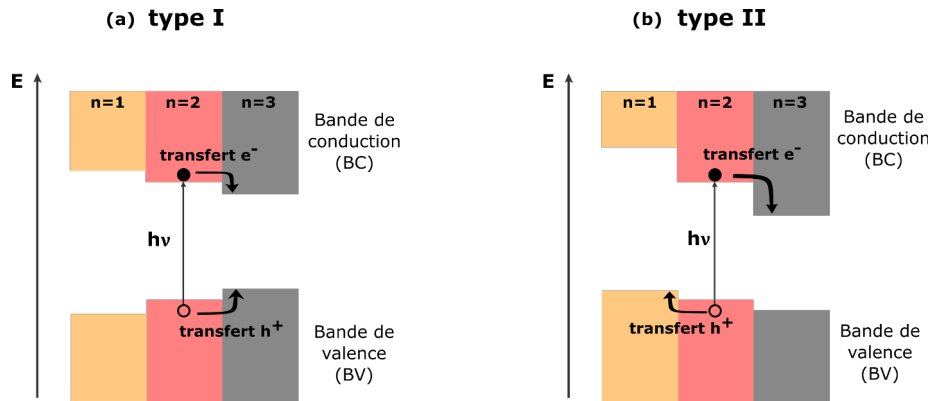 (a) type I
E
n=1 n=2 n=3
Bande de
conduction
(BC)
transfert e-
hν
transfert h+
Bande de
valence
(BV)
(b) type II
E
n=1 n=2 n=3
Bande de
conduction
(BC)
transfert e-
hν
transfert h+
Bande de
valence
(BV)